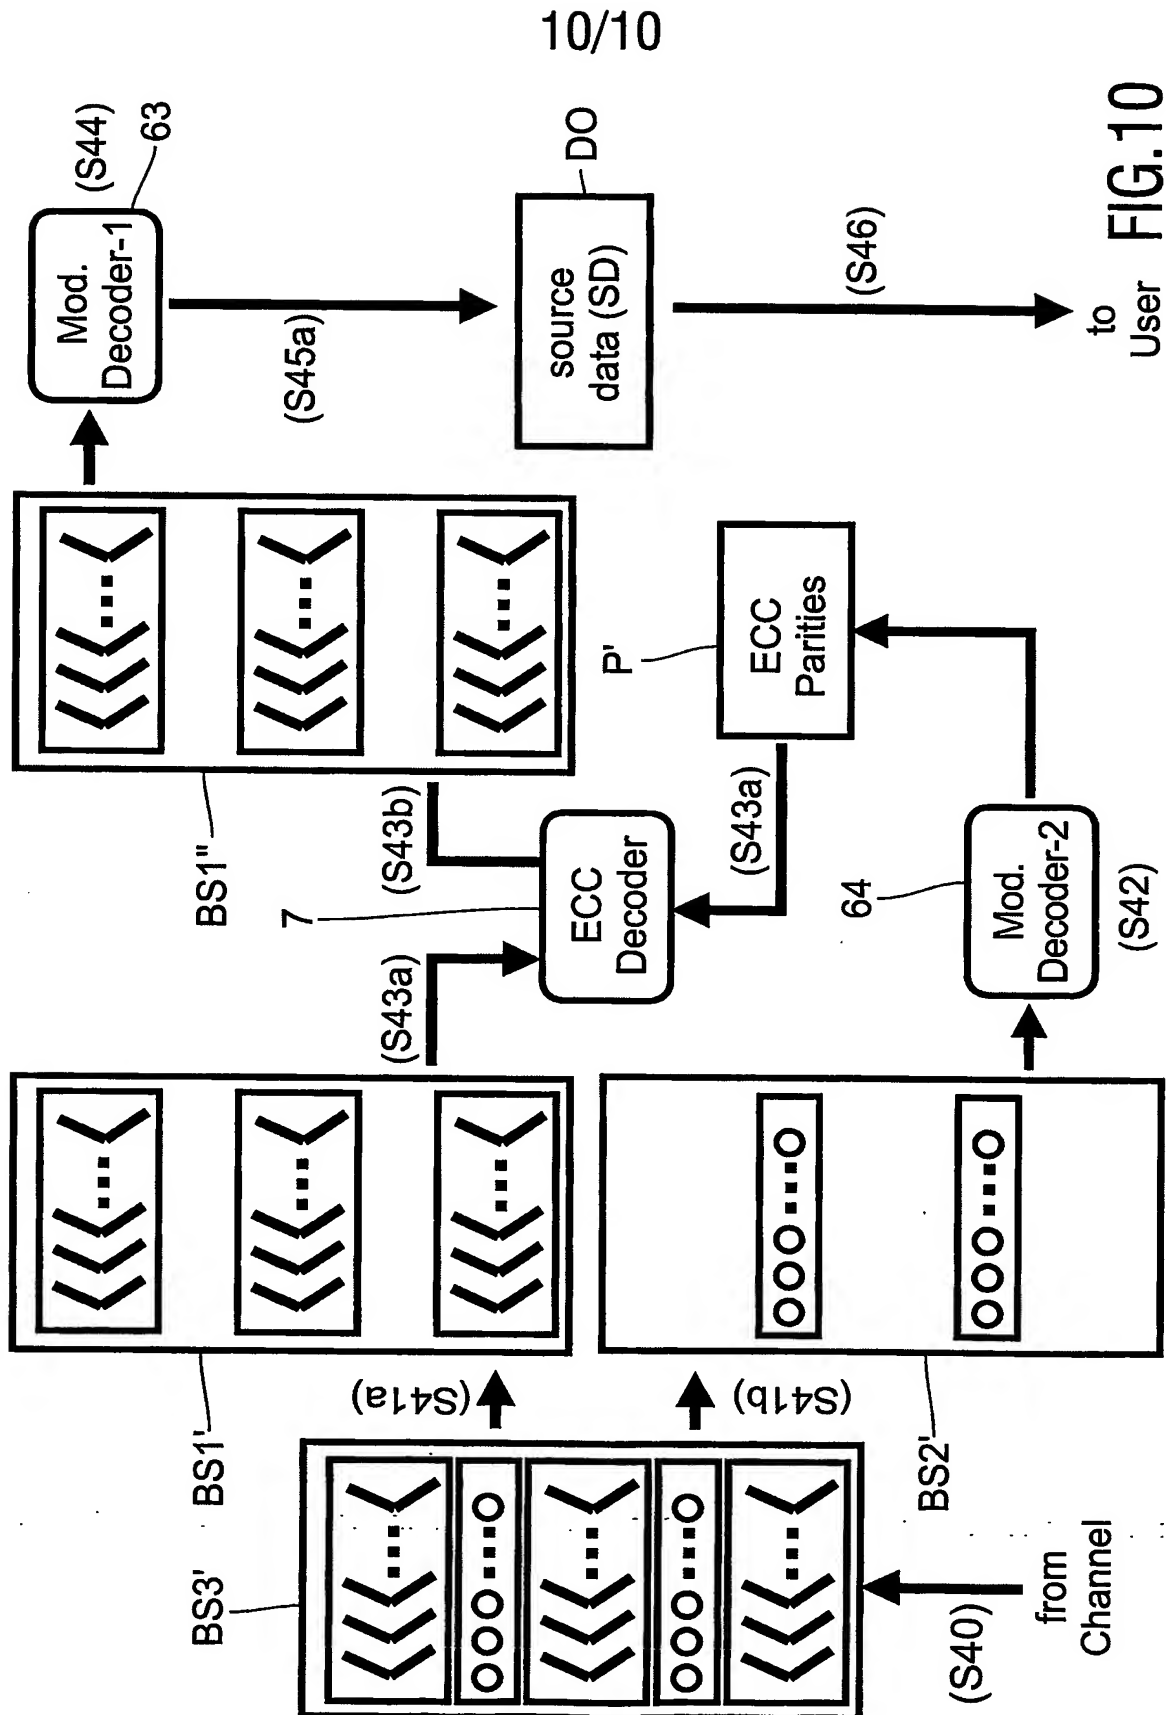 10/10
BS3'
(S40)
from
Channel
(S41a)
(S41b)
BS1'
BS2'
(S43a)
7
ECC
Decoder
(S43b)
BS1"
64
Mod.
Decoder-2
(S42)
P'
ECC
Parities
(S43a)
Mod.
Decoder-1
(S44)
63
(S45a)
source
data (SD)
DO
(S46)
to
User
FIG.10